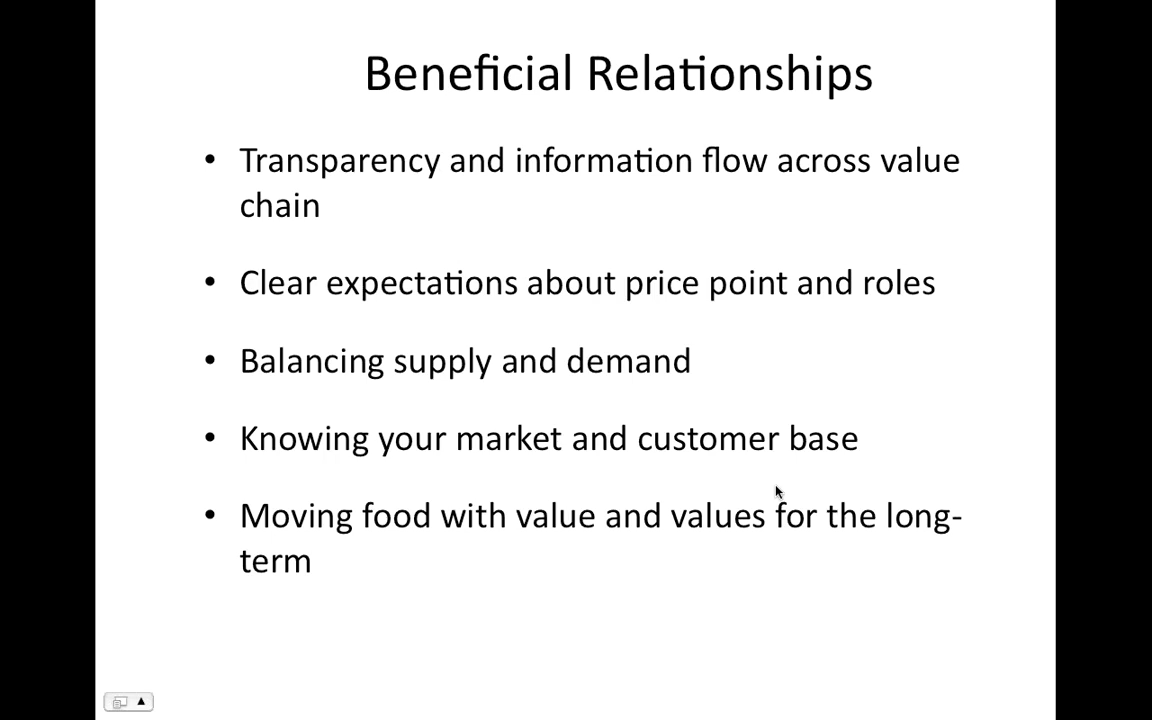 Beneficial Relationships
• Transparency and information flow across value
chain
• Clear expectations about price point and roles
• Balancing supply and demand
• Knowing your market and customer base
• Moving food with value and values for the long-
term